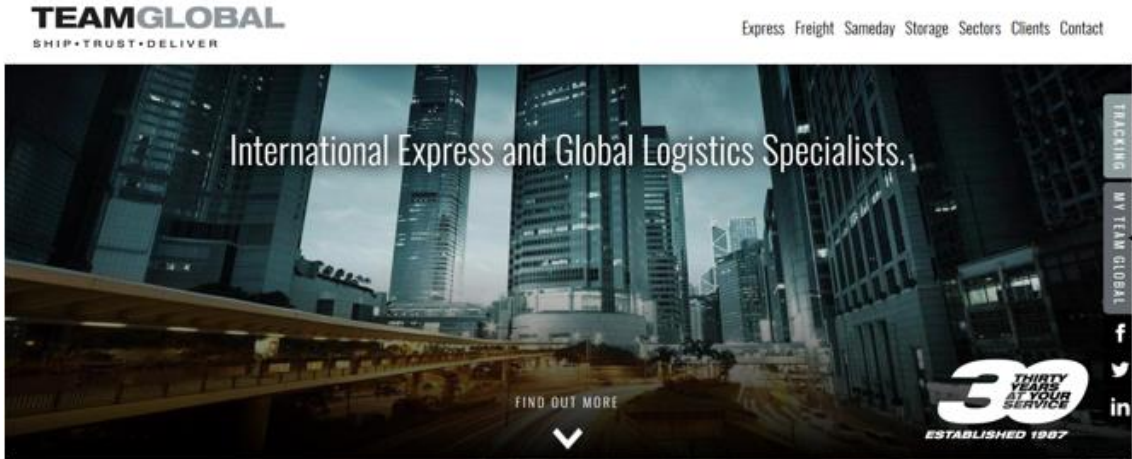 TEAMGLOBAL
SHIP•TRUST•DELIVER
Express Freight Sameday Storage Sectors Clients Contact
International Express and Global Logistics Specialists.
TRACKING
MY TEAM GLOBAL
FIND OUT MORE
30
THIRTY
YEARS
AT YOUR
SERVICE
ESTABLISHED 1987
f
in